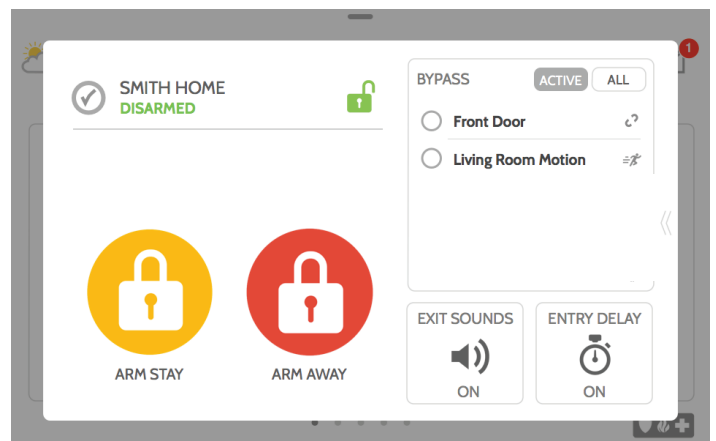 1
SMITH HOME
DISARMED
BYPASS
ACTIVE
ALL
Front Door
Living Room Motion
ARM STAY
ARM AWAY
EXIT SOUNDS
ON
ENTRY DELAY
ON